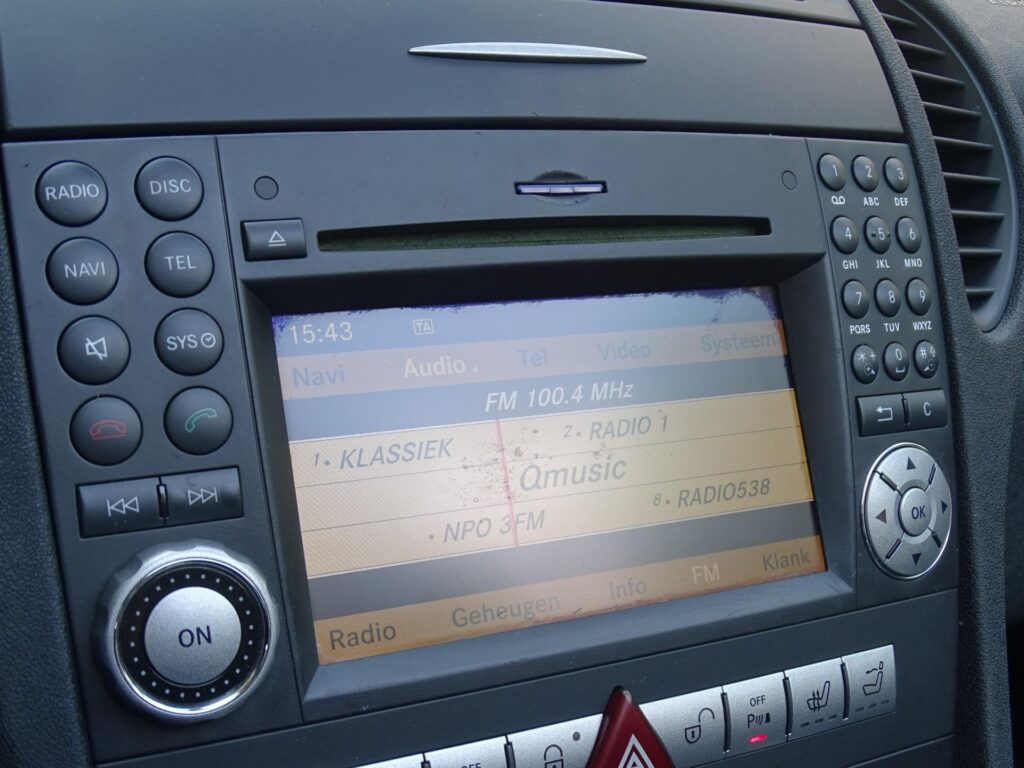 RADIO
DISC
NAVI
TEL
SYS
ON
15:43 TA
Navi Audio Tel Video Systeem
FM 100.4 MHz
1. KLASSIEK 2. RADIO 1
Qmusic
NPO 3FM 8. RADIO538
Radio Geheugen Info FM Klank
1 2 3
ABC DEF
4 5 6
GHI JKL MNO
7 8 9
PQRS TUV WXYZ
* 0 #
C
OK
OFF
OFF
P